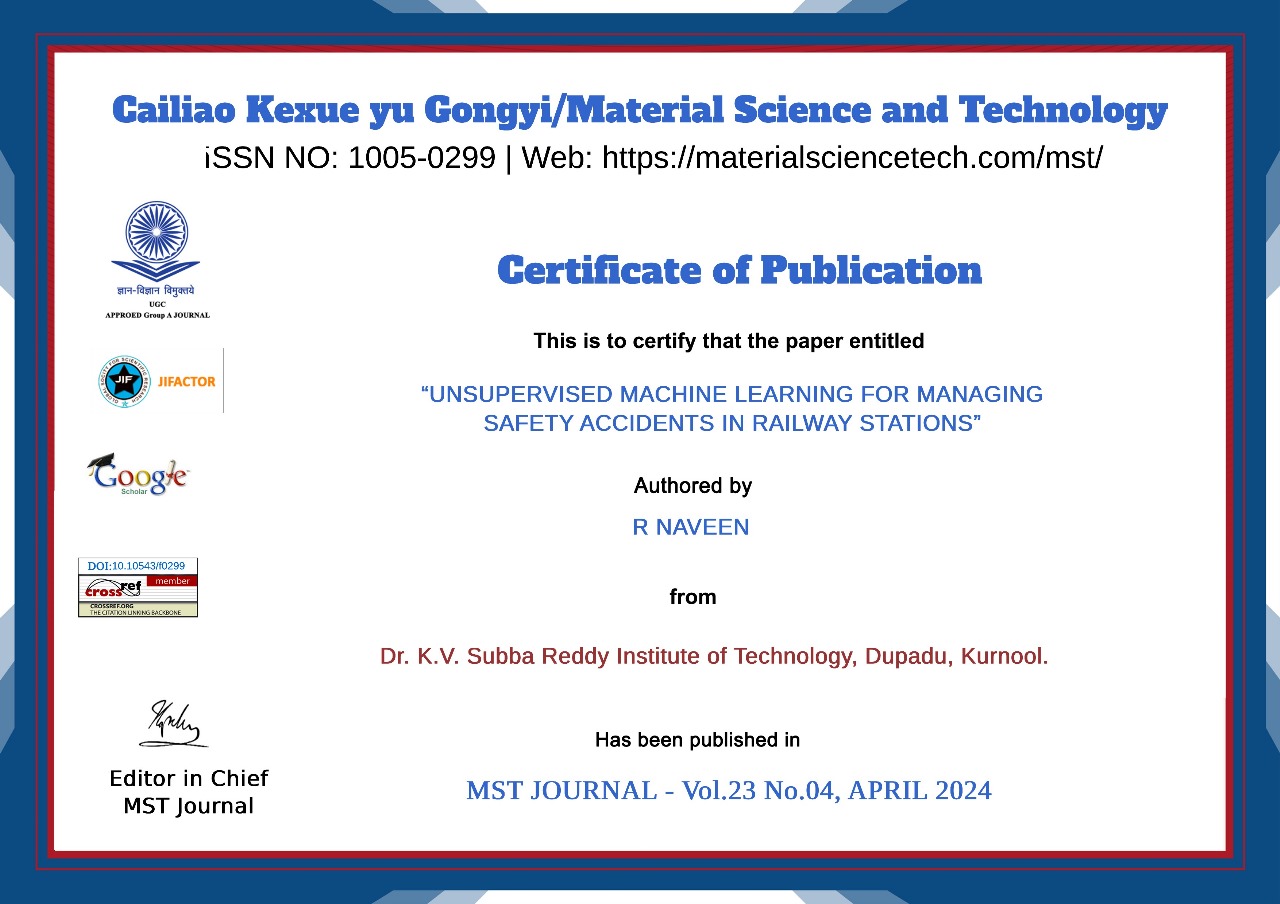 Cailiao Kexue yu Gongyi/Material Science and Technology
iSSN NO: 1005-0299 | Web: https://materialsciencetech.com/mst/
ज्ञान-विज्ञान विमुक्तये
UGC
APPROED Group A JOURNAL
Certificate of Publication
This is to certify that the paper entitled
“UNSUPERVISED MACHINE LEARNING FOR MANAGING
SAFETY ACCIDENTS IN RAILWAY STATIONS”
JIF
JIFACTOR
Google
Scholar
Authored by
R NAVEEN
DOI:10.10543/f0299
member
crossref
CROSSREF.ORG
THE CITATION LINKING BACKBONE
from
Dr. K.V. Subba Reddy Institute of Technology, Dupadu, Kurnool.
Has been published in
MST JOURNAL - Vol.23 No.04, APRIL 2024
Editor in Chief
MST Journal